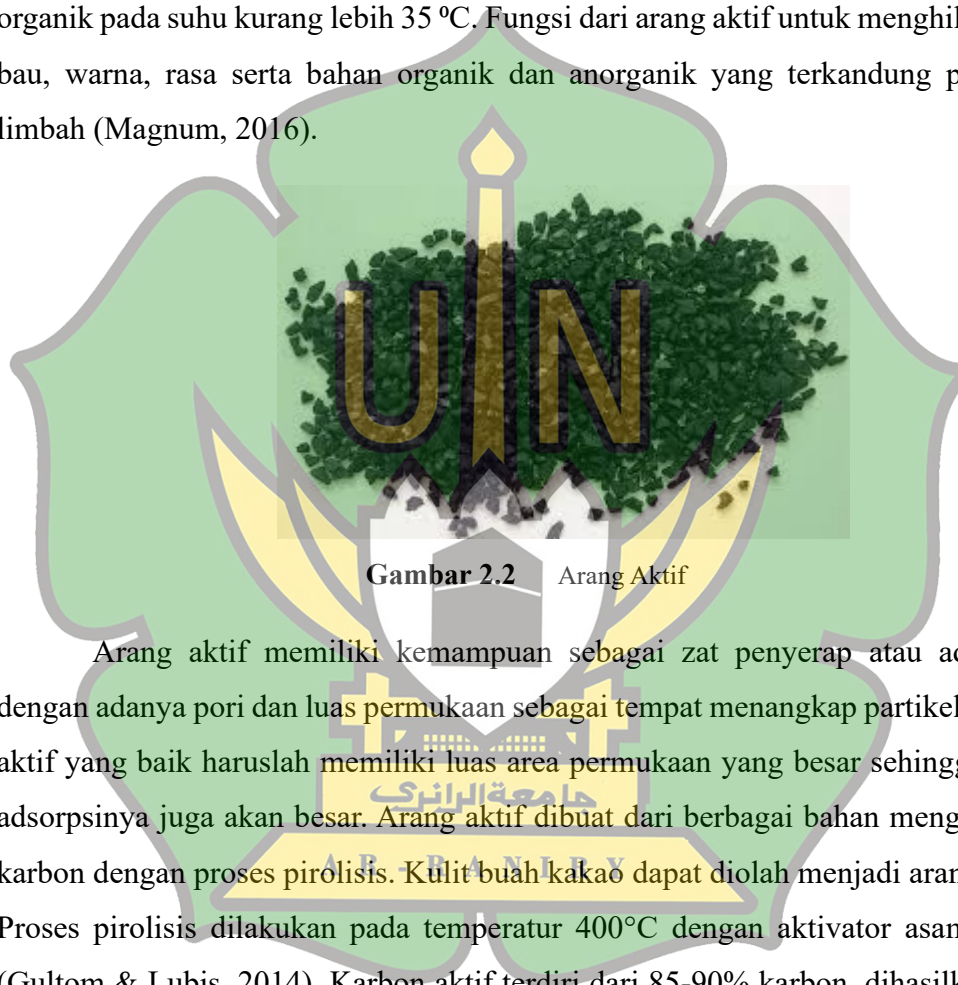 organik pada suhu kurang lebih 35 ⁰C. Fungsi dari arang aktif untuk menghil
bau, warna, rasa serta bahan organik dan anorganik yang terkandung p
limbah (Magnum, 2016).
UIN
Gambar 2.2 Arang Aktif
Arang aktif memiliki kemampuan sebagai zat penyerap atau ad
dengan adanya pori dan luas permukaan sebagai tempat menangkap partikel
aktif yang baik haruslah memiliki luas area permukaan yang besar sehingg
جامعة الرانري
adsorpsinya juga akan besar. Arang aktif dibuat dari berbagai bahan meng
AR-RANIRY
karbon dengan proses pirolisis. Kulit buah kakao dapat diolah menjadi aran
Proses pirolisis dilakukan pada temperatur 400°C dengan aktivator asam
(Gultom & Lubis, 2014). Karbon aktif terdiri dari 85-90% karbon, dihasilk